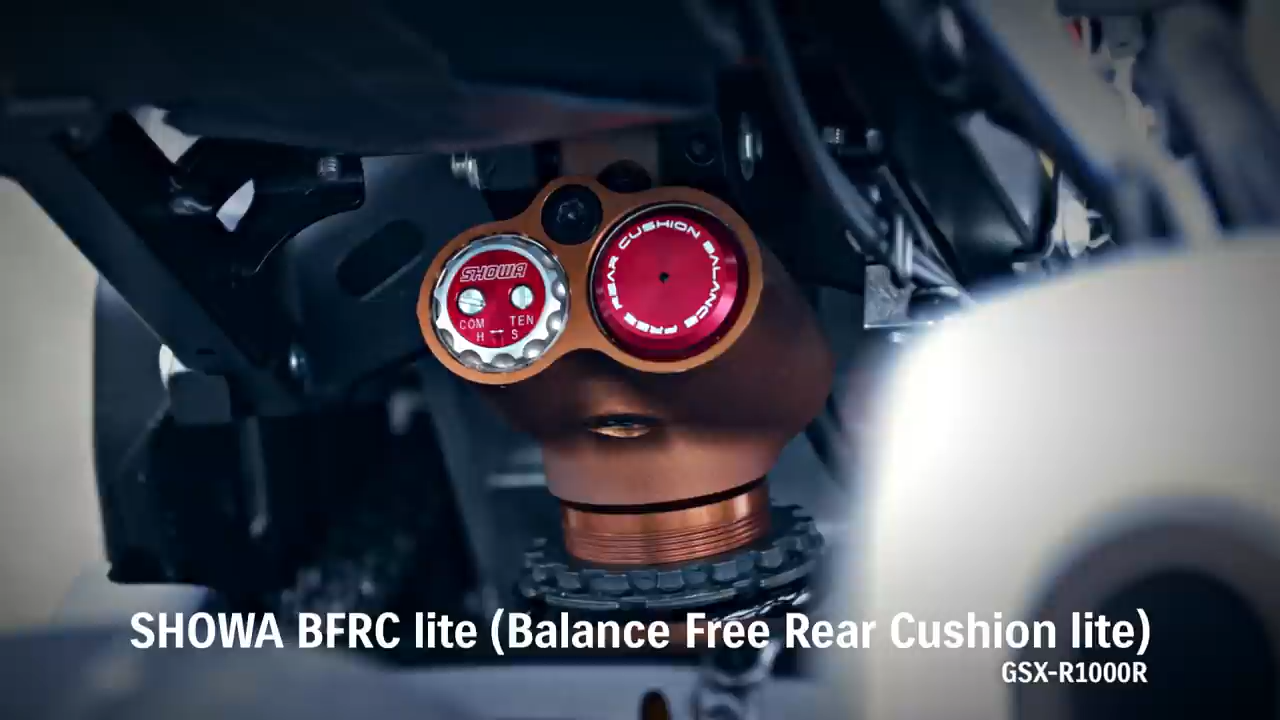 SHOWA
COM TEN
H ↔ S
REAR CUSHION BALANCE FREE
SHOWA BFRC lite (Balance Free Rear Cushion lite)
GSX-R1000R